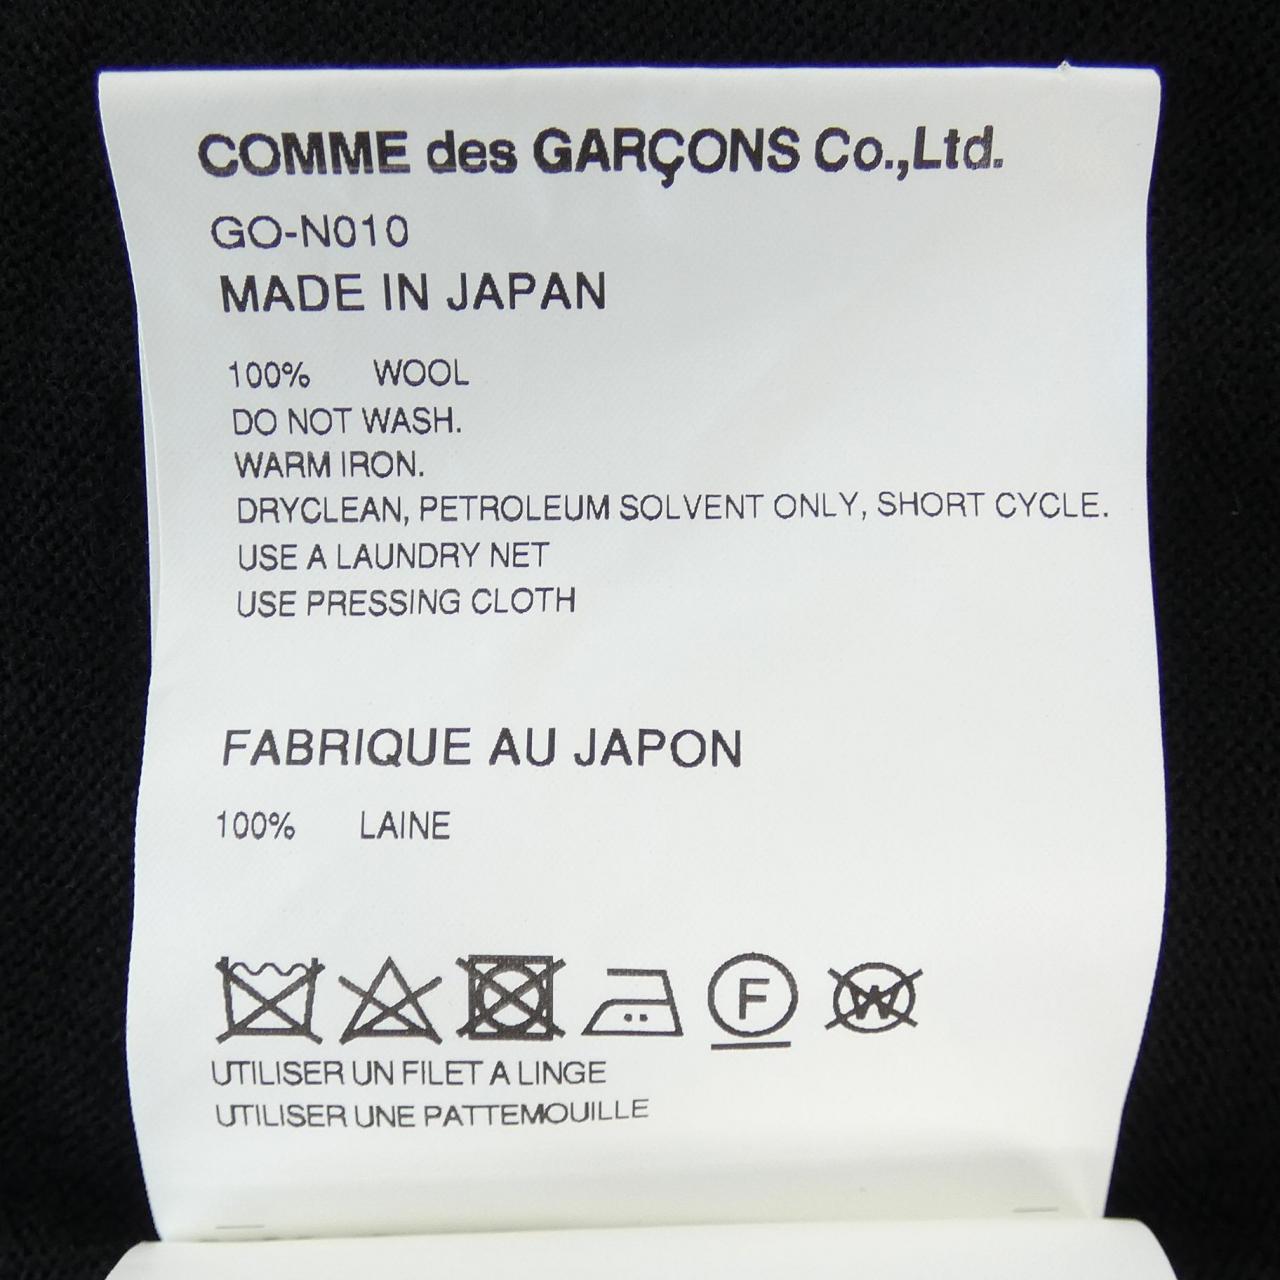 COMME des GARÇONS Co.,Ltd.
GO-N010
MADE IN JAPAN
100% WOOL
DO NOT WASH.
WARM IRON.
DRYCLEAN, PETROLEUM SOLVENT ONLY, SHORT CYCLE.
USE A LAUNDRY NET
USE PRESSING CLOTH
FABRIQUE AU JAPON
100% LAINE
F W
UTILISER UN FILET A LINGE
UTILISER UNE PATTEMOUILLE